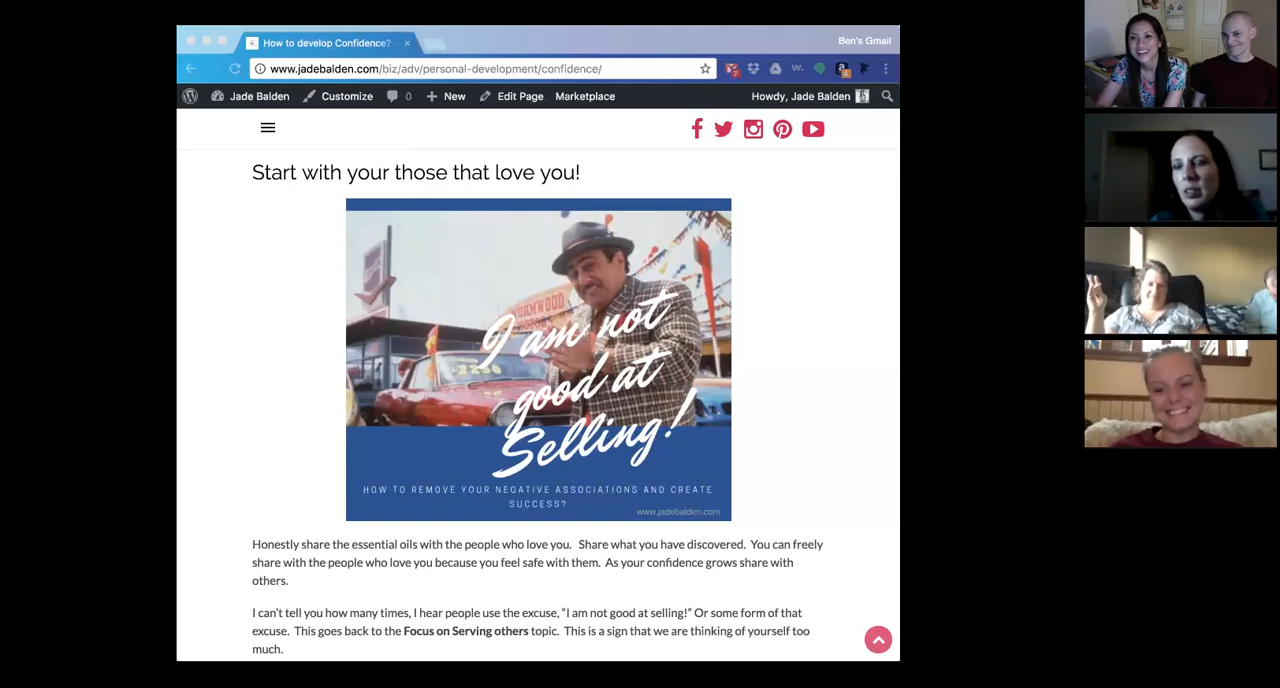 How to develop Confidence?
Ben's Gmail
www.jadebalden.com/biz/adv/personal-development/confidence/
Jade Balden Customize 0 New Edit Page Marketplace Howdy, Jade Balden
Start with your those that love you!
2230
I am not
good at
Selling!
HOW TO REMOVE YOUR NEGATIVE ASSOCIATIONS AND CREATE
SUCCESS?
www.jadebalden.com
Honestly share the essential oils with the people who love you. Share what you have discovered. You can freely
share with the people who love you because you feel safe with them. As your confidence grows share with
others.
I can't tell you how many times, I hear people use the excuse, “I am not good at selling!” Or some form of that
excuse. This goes back to the Focus on Serving others topic. This is a sign that we are thinking of yourself too
much.